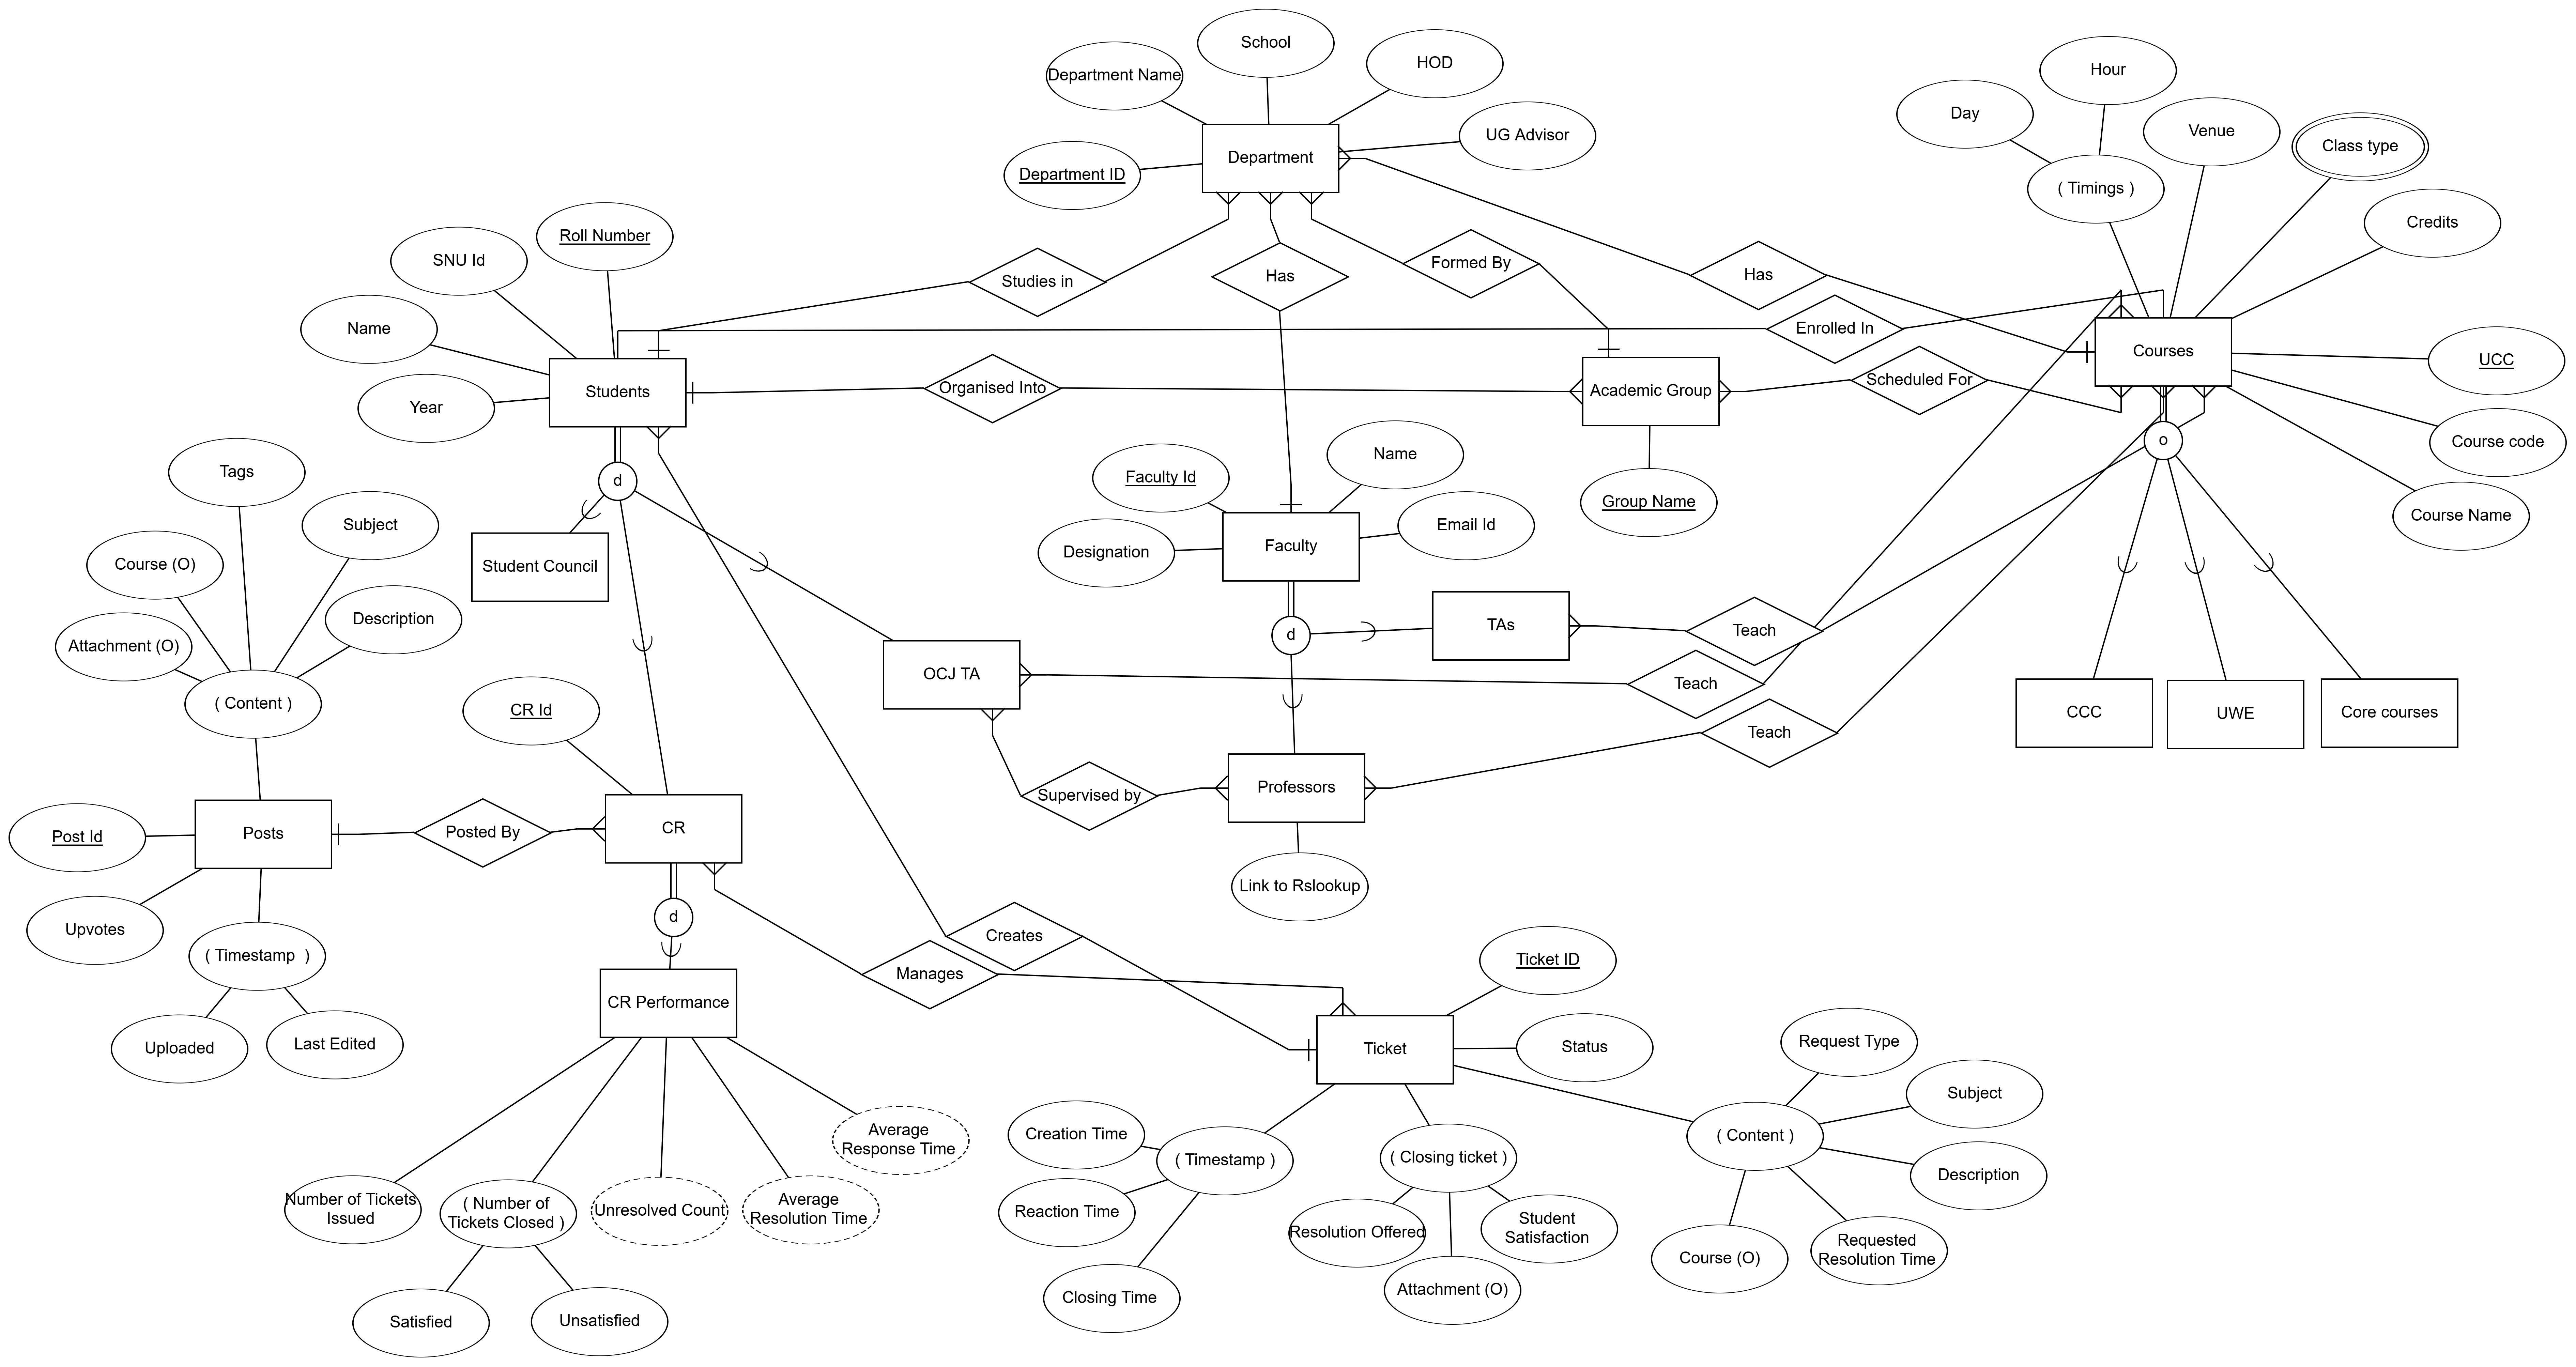 School
Department Name
HOD
UG Advisor
Department
Department ID
Hour
Day
Venue
Class type
( Timings )
Credits
Roll Number
SNU Id
Name
Year
Studies in
Has
Formed By
Has
Enrolled In
Courses
UCC
Students
Organised Into
Academic Group
Scheduled For
Course code
Course Name
Group Name
o
Tags
Subject
Course (O)
Description
Attachment (O)
( Content )
d
Student Council
Faculty Id
Name
Email Id
Designation
Faculty
TAs
Teach
d
OCJ TA
Teach
Teach
CCC
UWE
Core courses
CR Id
Supervised by
Professors
Link to Rslookup
Post Id
Posts
Posted By
CR
Upvotes
( Timestamp )
Uploaded
Last Edited
d
Creates
Manages
CR Performance
Ticket ID
Status
Ticket
Request Type
Subject
( Content )
Description
Requested
Resolution Time
Course (O)
Creation Time
( Timestamp )
Reaction Time
Closing Time
( Closing ticket )
Resolution Offered
Student
Satisfaction
Attachment (O)
Average
Response Time
Number of Tickets
Issued
( Number of
Tickets Closed )
Unresolved Count
Average
Resolution Time
Satisfied
Unsatisfied